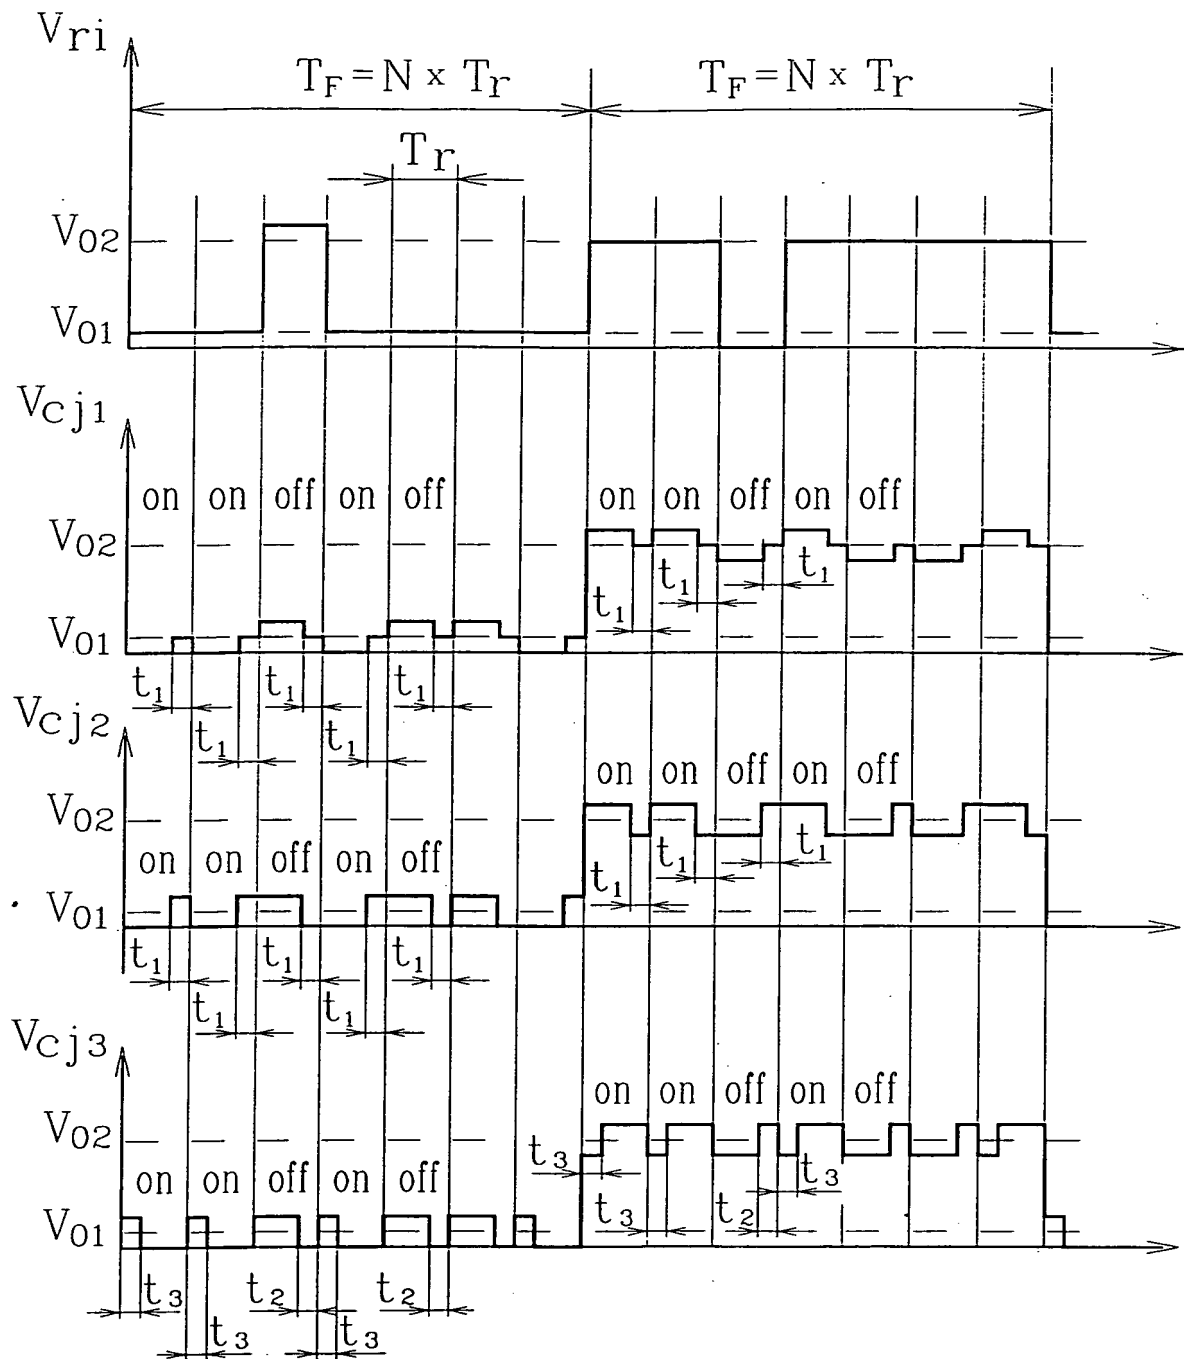 Vri
TF = N x Tr TF = N x Tr
Tr
V02
V01
Vcj1
on on off on off on on off on off
V02
t1 t1 t1
V01
t1 t1 t1
t1 t1
Vcj2
on on off on off
V02
on on off on off
t1 t1 t1
V01
t1 t1 t1
t1 t1
Vcj3
on on off on off
V02
on on off on off
t3 t3
V01
t3 t2
t3 t2 t2
t3 t3